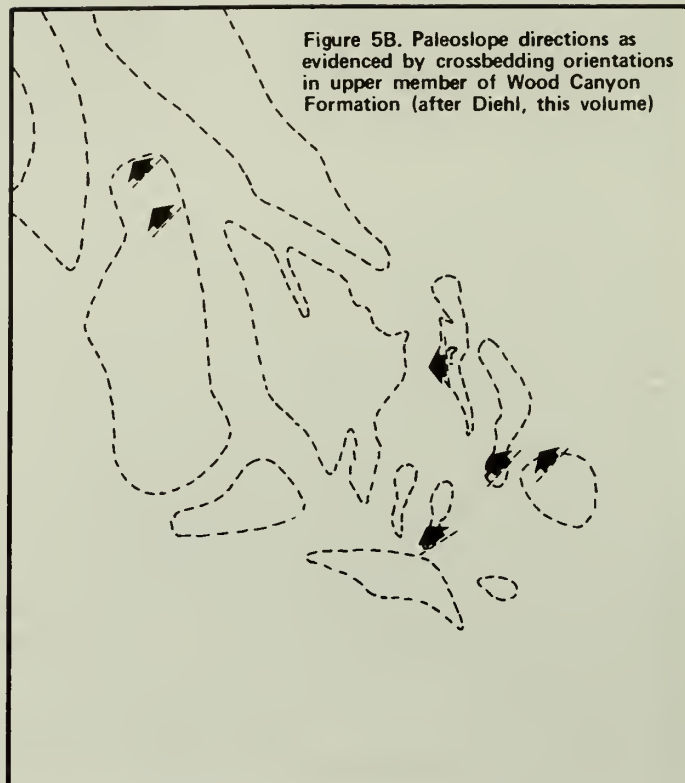 Figure 5B. Paleoslope directions as
evidenced by crossbedding orientations
in upper member of Wood Canyon
Formation (after Diehl, this volume)
?